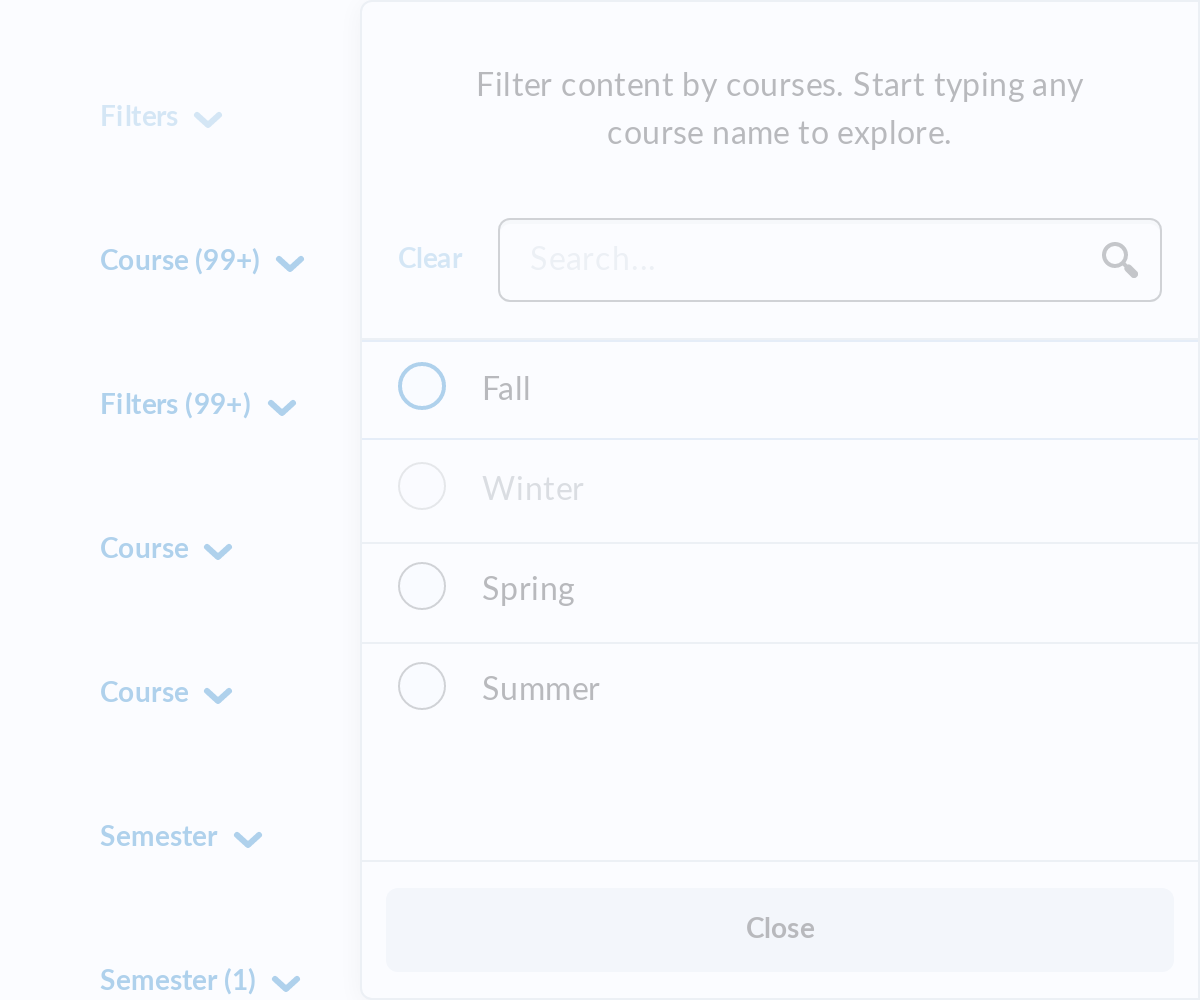 Filters
Course (99+)
Filters (99+)
Course
Course
Semester
Semester (1)
Filter content by courses. Start typing any
course name to explore.
Clear
Search...
Fall
Winter
Spring
Summer
Close